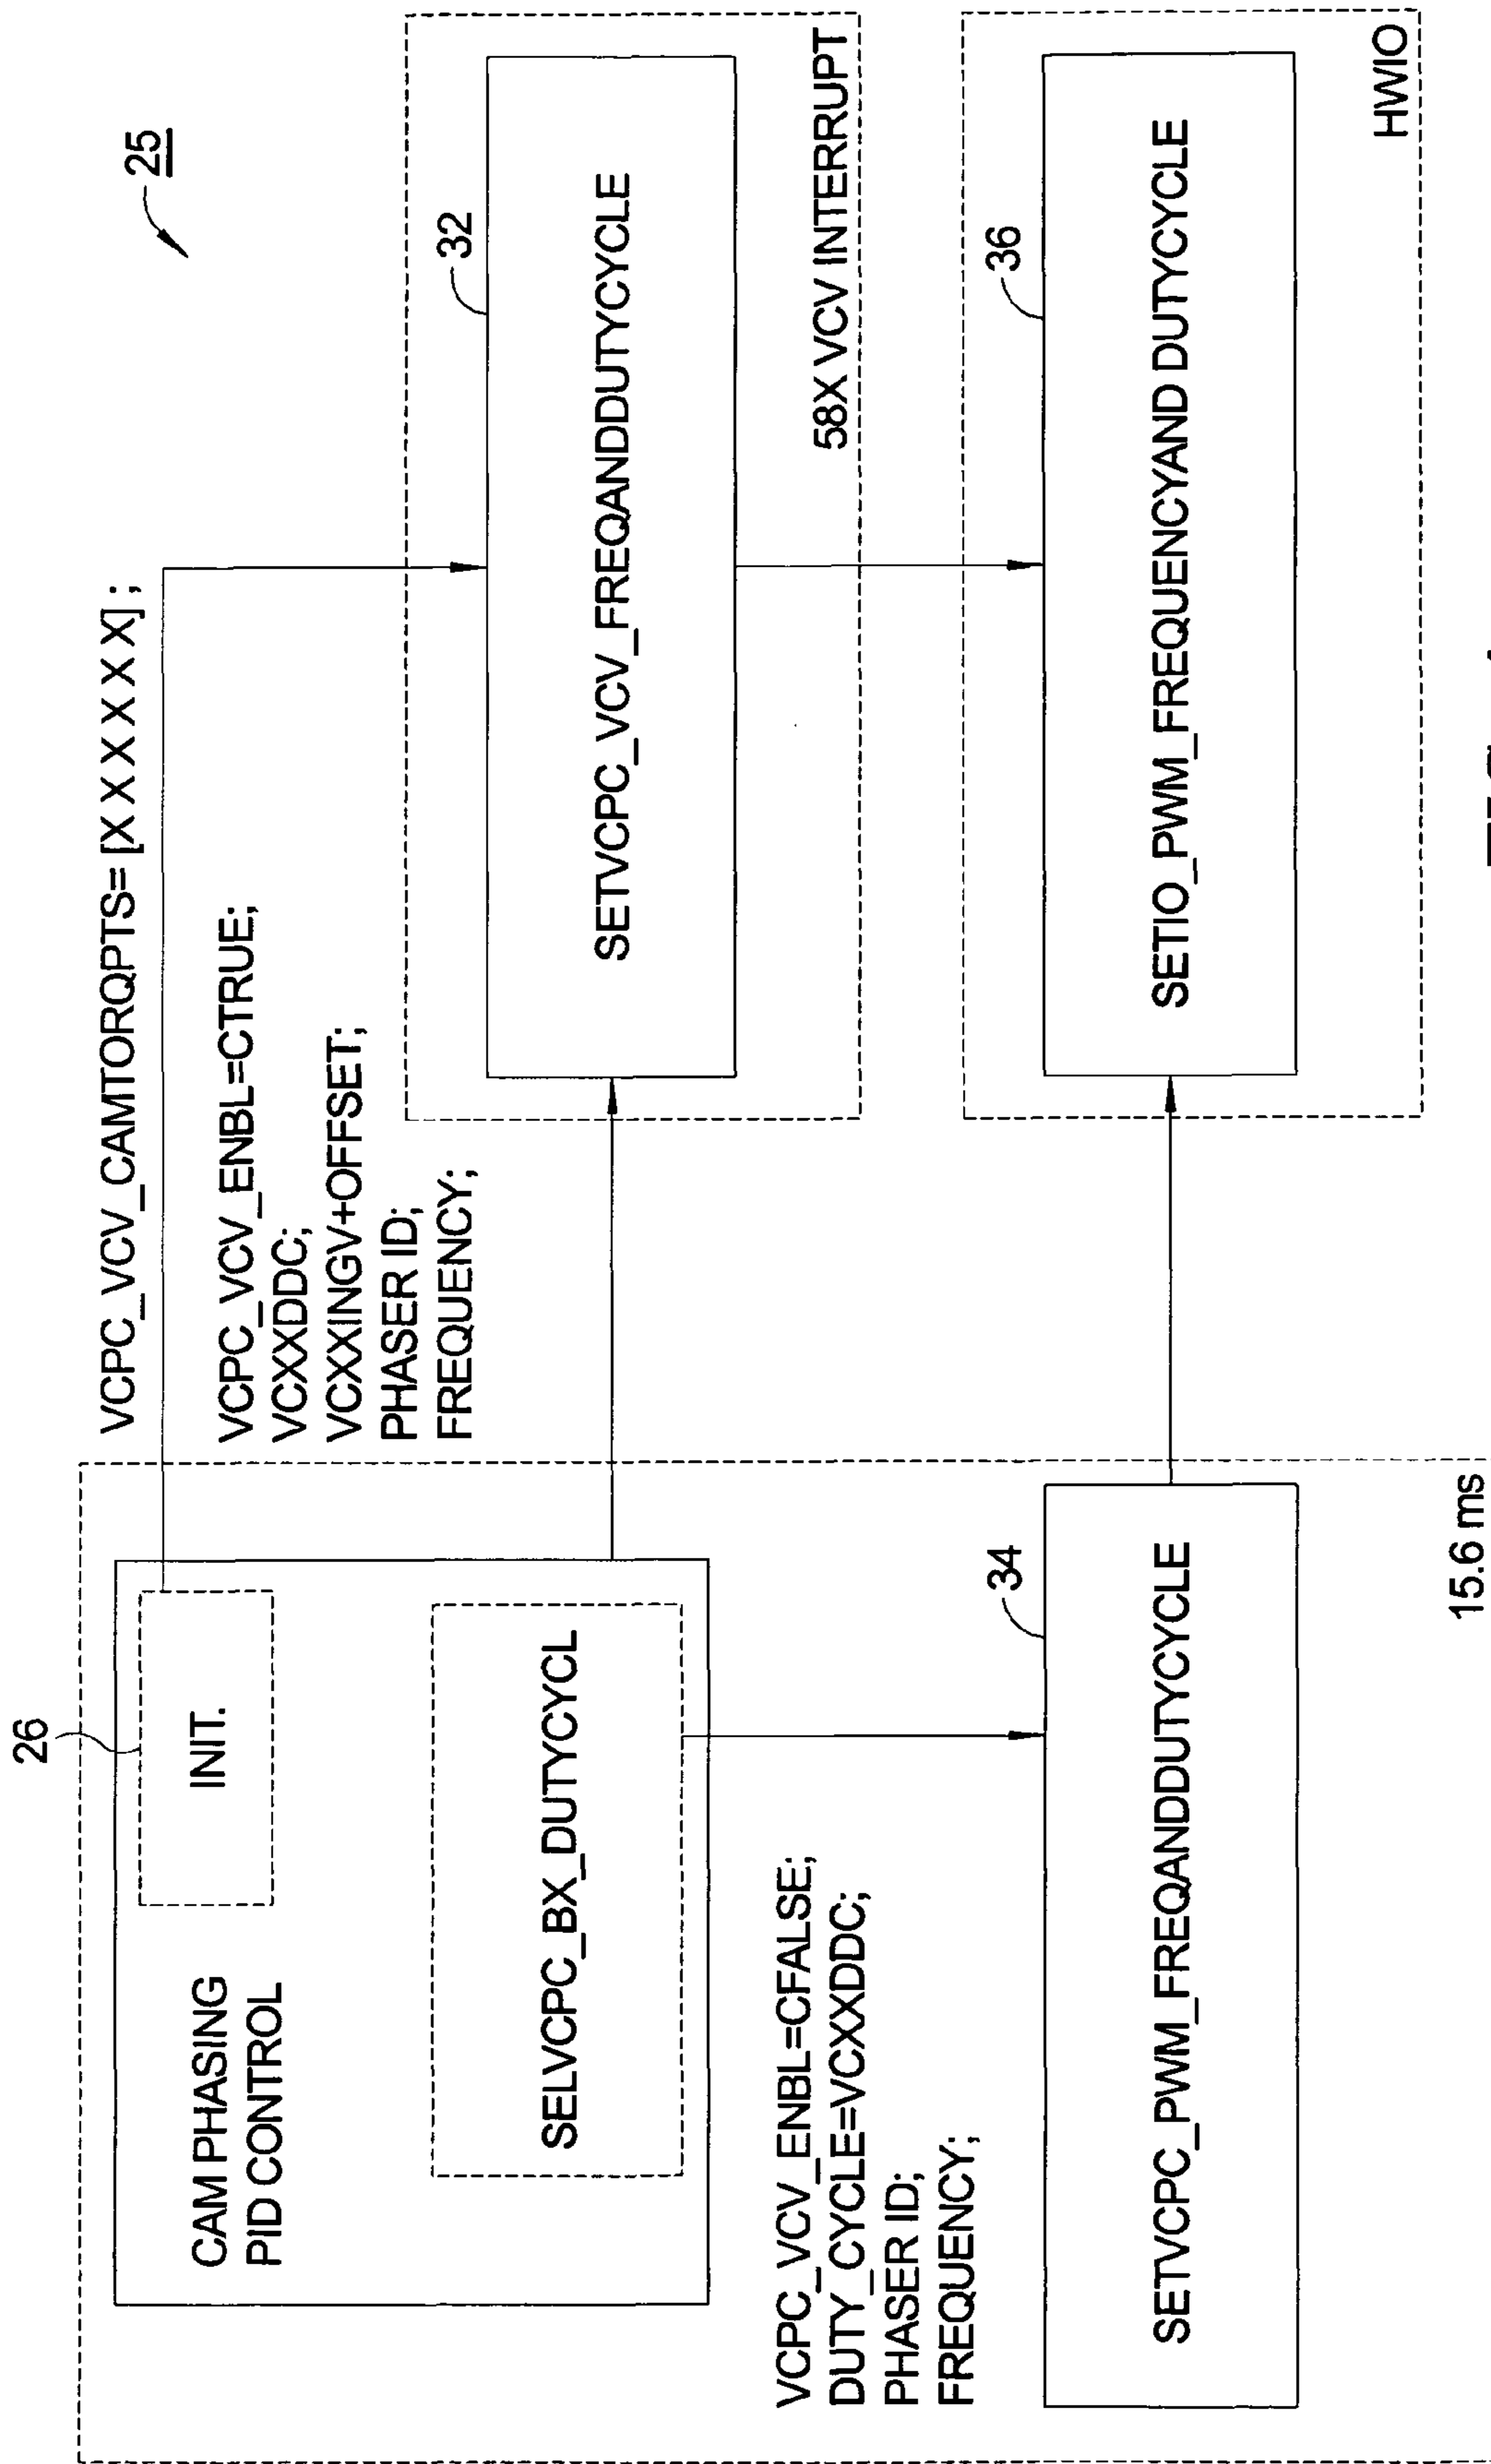 25
26
CAM PHASING
PID CONTROL
INIT.
SELVCPC_BX_DUTYCYCL
VCPC_VCV_CAMTORQPTS= [X X X X X X] ;
VCPC_VCV_ENBL=CTRUE;
VCXXDDC;
VCXXINGV+OFFSET;
PHASER ID;
FREQUENCY;
32
SETVCPC_VCV_FREQANDDUTYCYCLE
58X VCV INTERRUPT
VCPC_VCV_ENBL=CFALSE;
DUTY_CYCLE=VCXXDDC;
PHASER ID;
FREQUENCY;
34
SETVCPC_PWM_FREQANDDUTYCYCLE
15.6 ms
36
SETIO_PWM_FREQUENCYAND DUTYCYCLE
HWIO